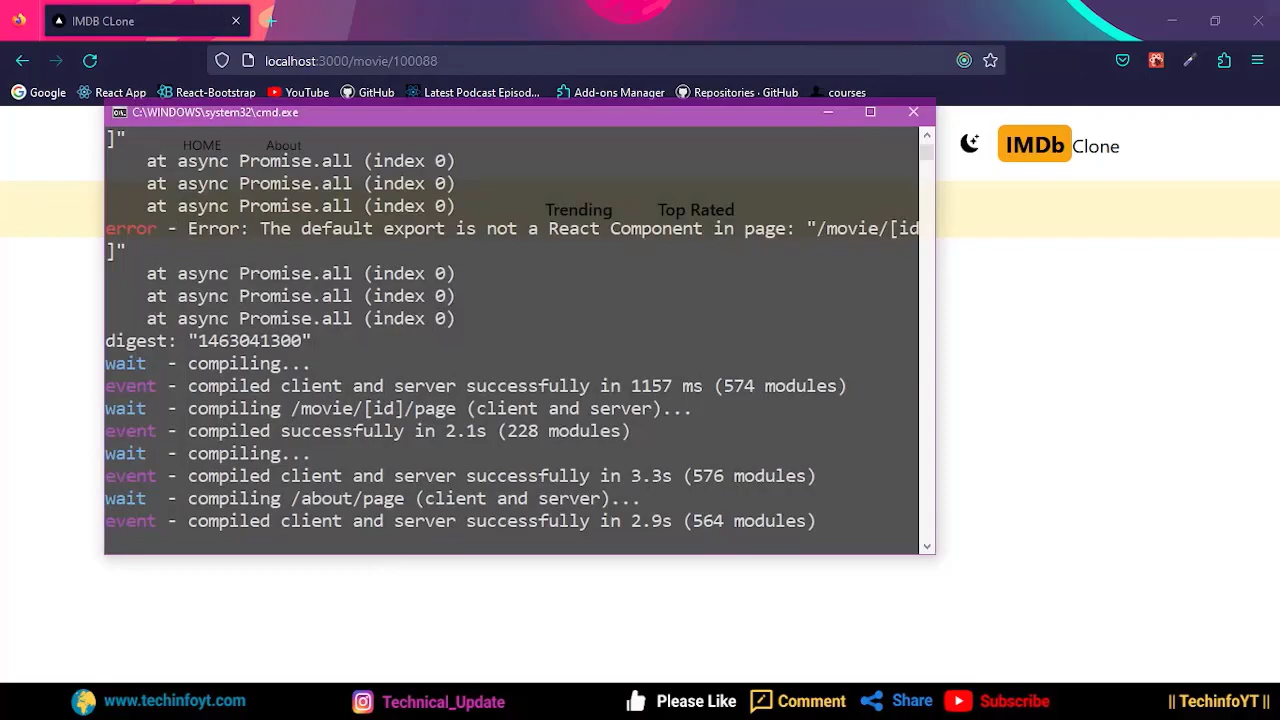 IMDB CLone
localhost:3000/movie/100088
Google React App React-Bootstrap YouTube GitHub Latest Podcast Episod... Add-ons Manager Repositories · GitHub courses
C:\WINDOWS\system32\cmd.exe
HOME About
IMDb Clone
Trending Top Rated
]"
at async Promise.all (index 0)
at async Promise.all (index 0)
at async Promise.all (index 0)
error - Error: The default export is not a React Component in page: "/movie/[id
]"
at async Promise.all (index 0)
at async Promise.all (index 0)
at async Promise.all (index 0)
digest: "1463041300"
wait - compiling...
event - compiled client and server successfully in 1157 ms (574 modules)
wait - compiling /movie/[id]/page (client and server)...
event - compiled successfully in 2.1s (228 modules)
wait - compiling...
event - compiled client and server successfully in 3.3s (576 modules)
wait - compiling /about/page (client and server)...
event - compiled client and server successfully in 2.9s (564 modules)
www.techinfoyt.com Technical_Update Please Like Comment Share Subscribe || TechinfoYT ||